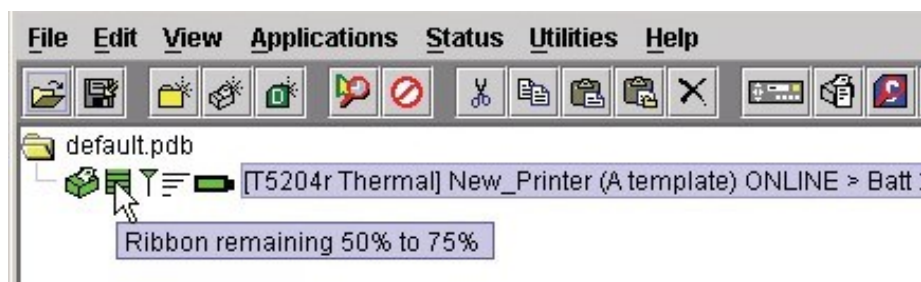 File Edit View Applications Status Utilities Help
default.pdb
[T5204r Thermal] New_Printer (A template) ONLINE > Batt
Ribbon remaining 50% to 75%